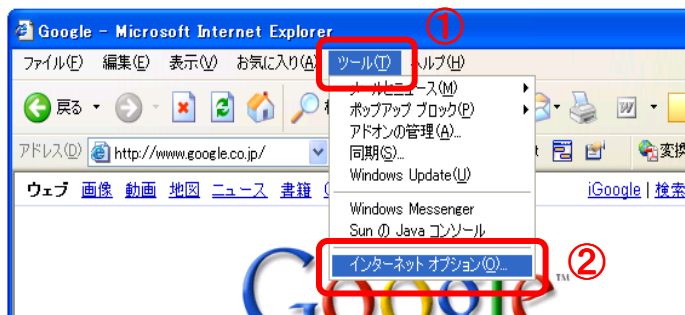 Google - Microsoft Internet Explorer
①
ファイル(F) 編集(E) 表示(V) お気に入り(A) ツール(T) ヘルプ(H)
メールとニュース(M)
戻る
ポップアップ ブロック(P)
アドオンの管理(A)...
アドレス(D) http://www.google.co.jp/
同期(S)...
変換
Windows Update(U)
ウェブ 画像 動画 地図 ニュース 書籍
iGoogle | 検索
Windows Messenger
Sun の Java コンソール
インターネット オプション(O)...
②
Google
TM